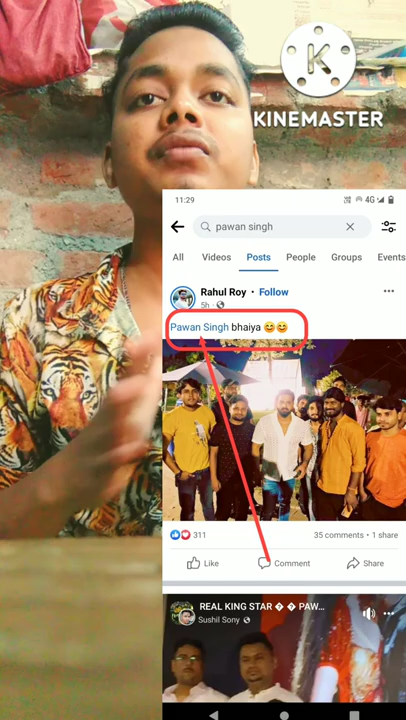 KINEMASTER
11:29
4G
pawan singh
All Videos Posts People Groups Events
Rahul Roy • Follow
5h
Pawan Singh bhaiya 😊😊
311
35 comments • 1 share
Like Comment Share
REAL KING STAR � � PAW...
Sushil Sony